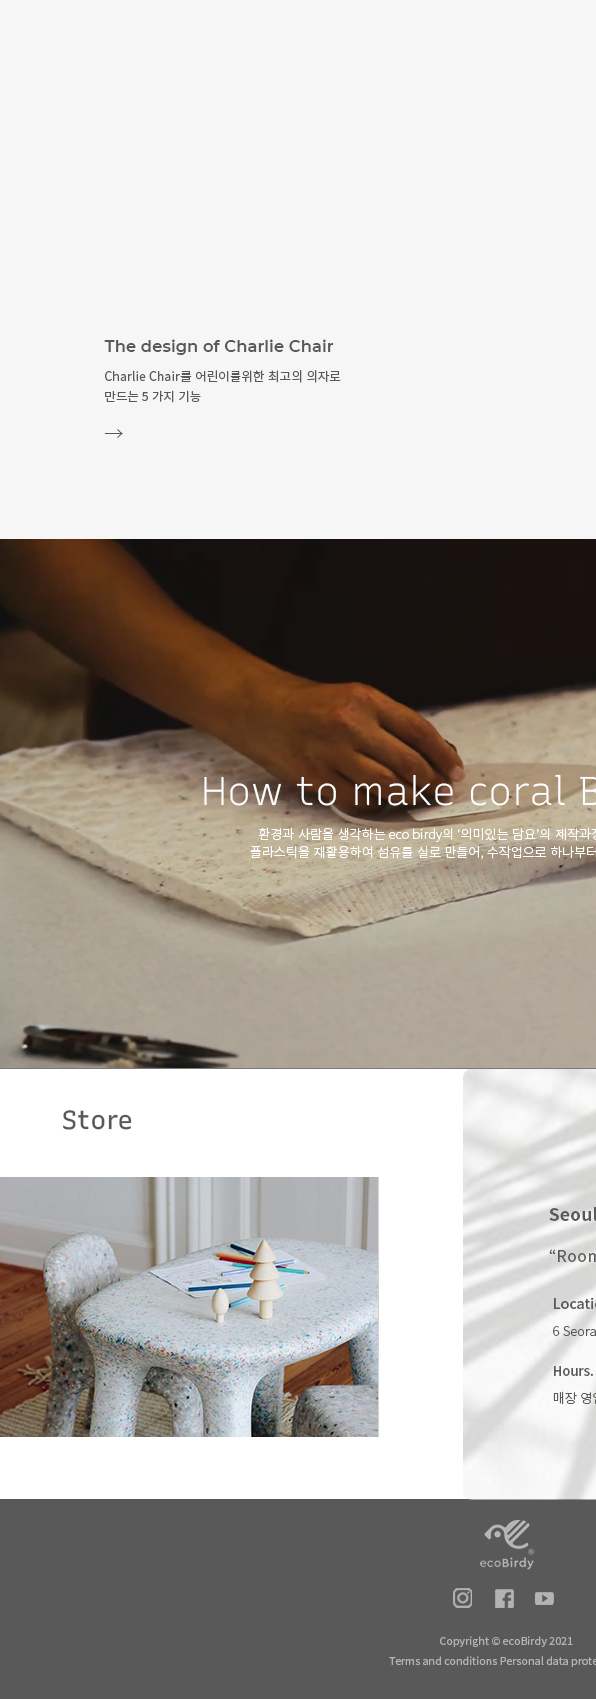 The design of Charlie Chair
Charlie Chair를 어린이를위한 최고의 의자로
만드는 5 가지 기능
How to make coral B
환경과 사람을 생각하는 eco birdy의 '의미있는 담요'의 제작과정
플라스틱을 재활용하여 섬유를 실로 만들어, 수작업으로 하나부터
Store
Seoul
“Room
Locatio
6 Seora
Hours.
매장 영업
ecoBirdy
Copyright © ecoBirdy 2021
Terms and conditions Personal data prote